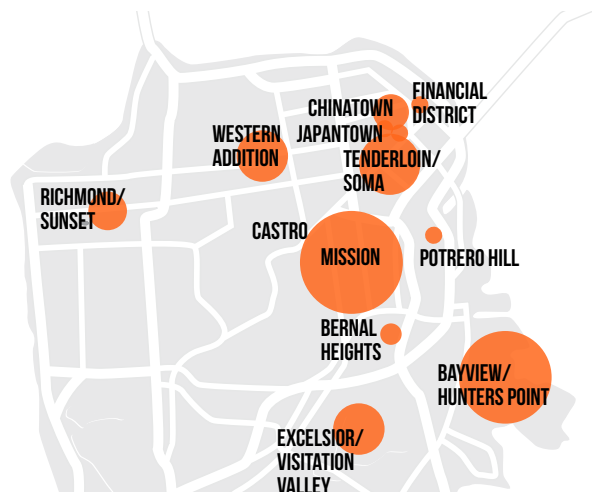 FINANCIAL
DISTRICT
CHINATOWN
JAPANTOWN
WESTERN
ADDITION
TENDERLOIN/
SOMA
RICHMOND/
SUNSET
CASTRO
MISSION
POTRERO HILL
BERNAL
HEIGHTS
BAYVIEW/
HUNTERS POINT
EXCELSIOR/
VISITATION
VALLEY